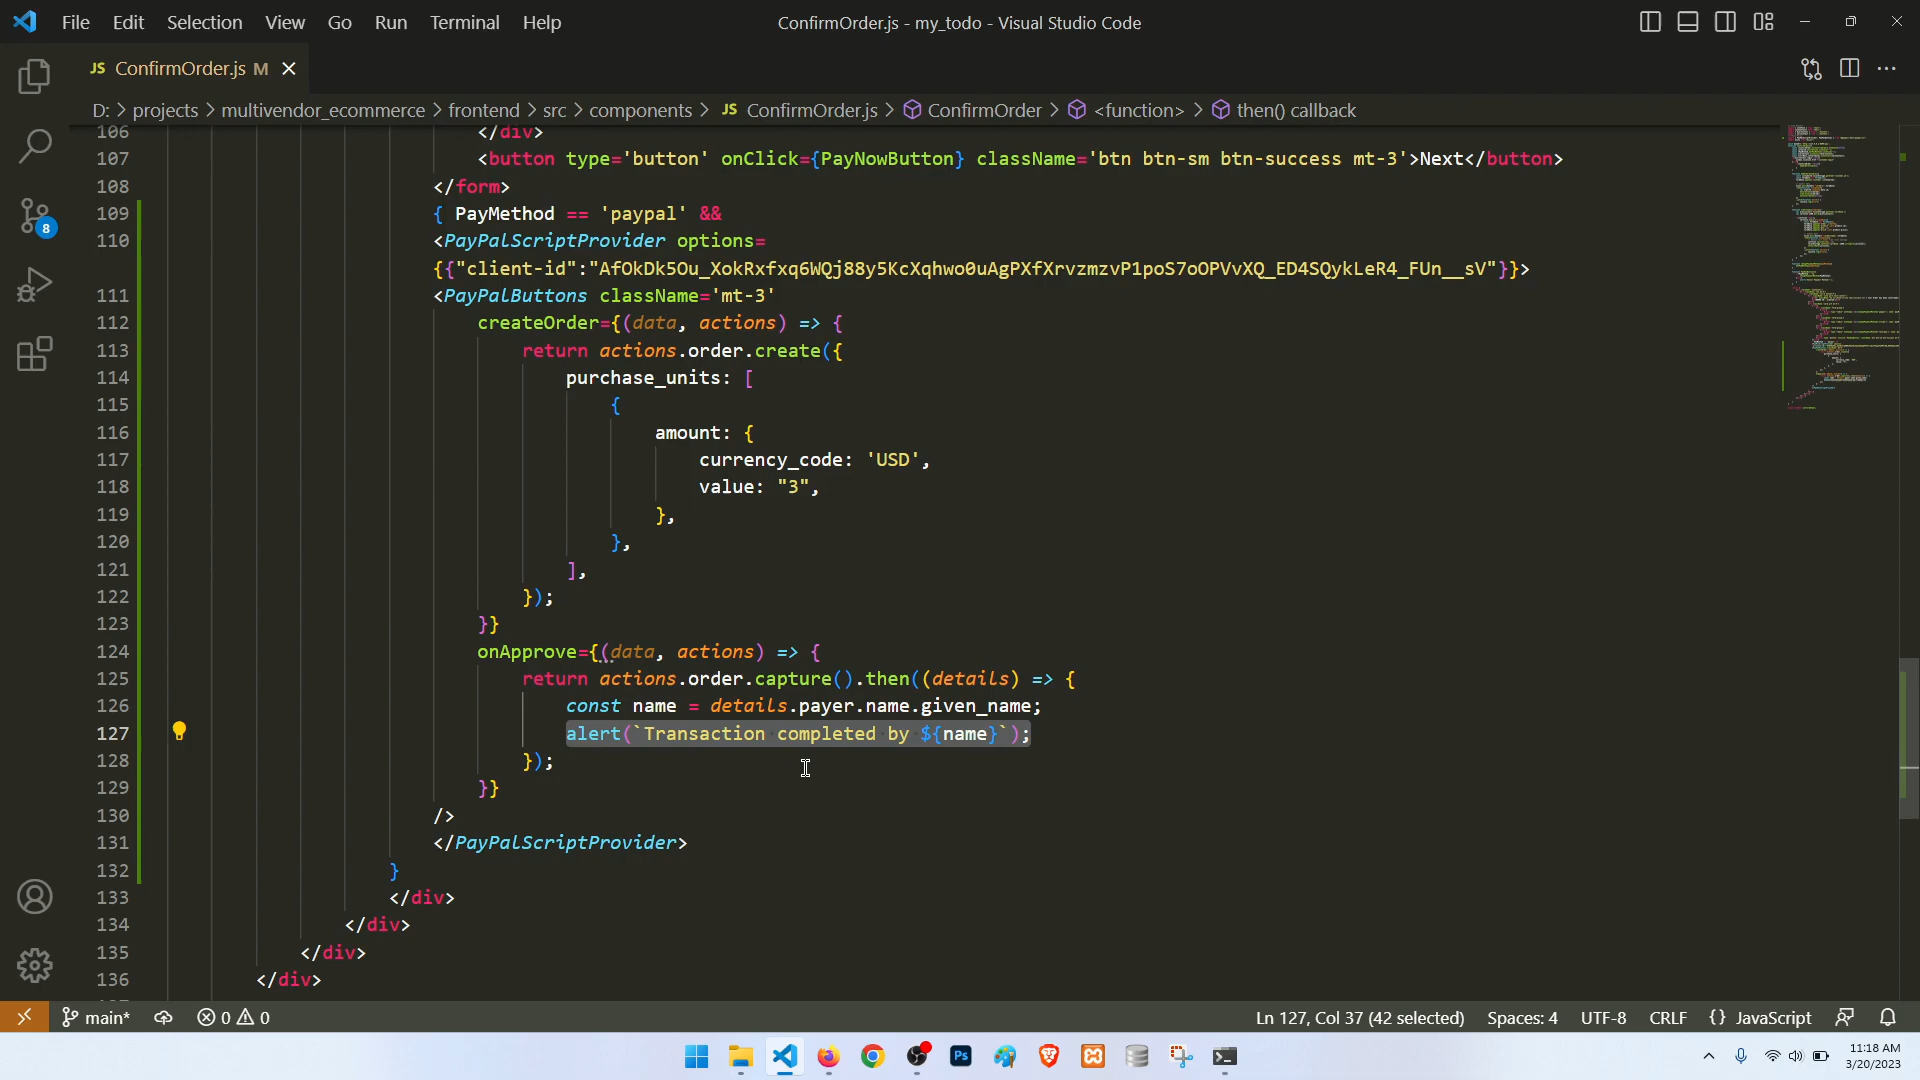 File Edit Selection View Go Run Terminal Help ConfirmOrder.js - my_todo - Visual Studio Code
JS ConfirmOrder.js M
D: > projects > multivendor_ecommerce > frontend > src > components > JS ConfirmOrder.js > ConfirmOrder > <function> > then() callback
106 </div>
107 <button type='button' onClick={PayNowButton} className='btn btn-sm btn-success mt-3'>Next</button>
108 </form>
109 { PayMethod == 'paypal' &&
110 <PayPalScriptProvider options=
{{"client-id":"AfOkDk5Ou_XokRxfxq6WQj88y5KcXqhwo0uAgPXfXrvzmzvP1poS7oOPVvXQ_ED4SQykLeR4_FUn__sV"}}>
111 <PayPalButtons className='mt-3'
112 createOrder={(data, actions) => {
113 return actions.order.create({
114 purchase_units: [
115 {
116 amount: {
117 currency_code: 'USD',
118 value: "3",
119 },
120 },
121 ],
122 });
123 }}
124 onApprove={(data, actions) => {
125 return actions.order.capture().then((details) => {
126 const name = details.payer.name.given_name;
127 alert(`Transaction completed by ${name}`);
128 });
129 }}
130 />
131 </PayPalScriptProvider>
132 }
133 </div>
134 </div>
135 </div>
136 </div>
8
main* 0 0 Ln 127, Col 37 (42 selected) Spaces: 4 UTF-8 CRLF {} JavaScript
Ps
11:18 AM
3/20/2023